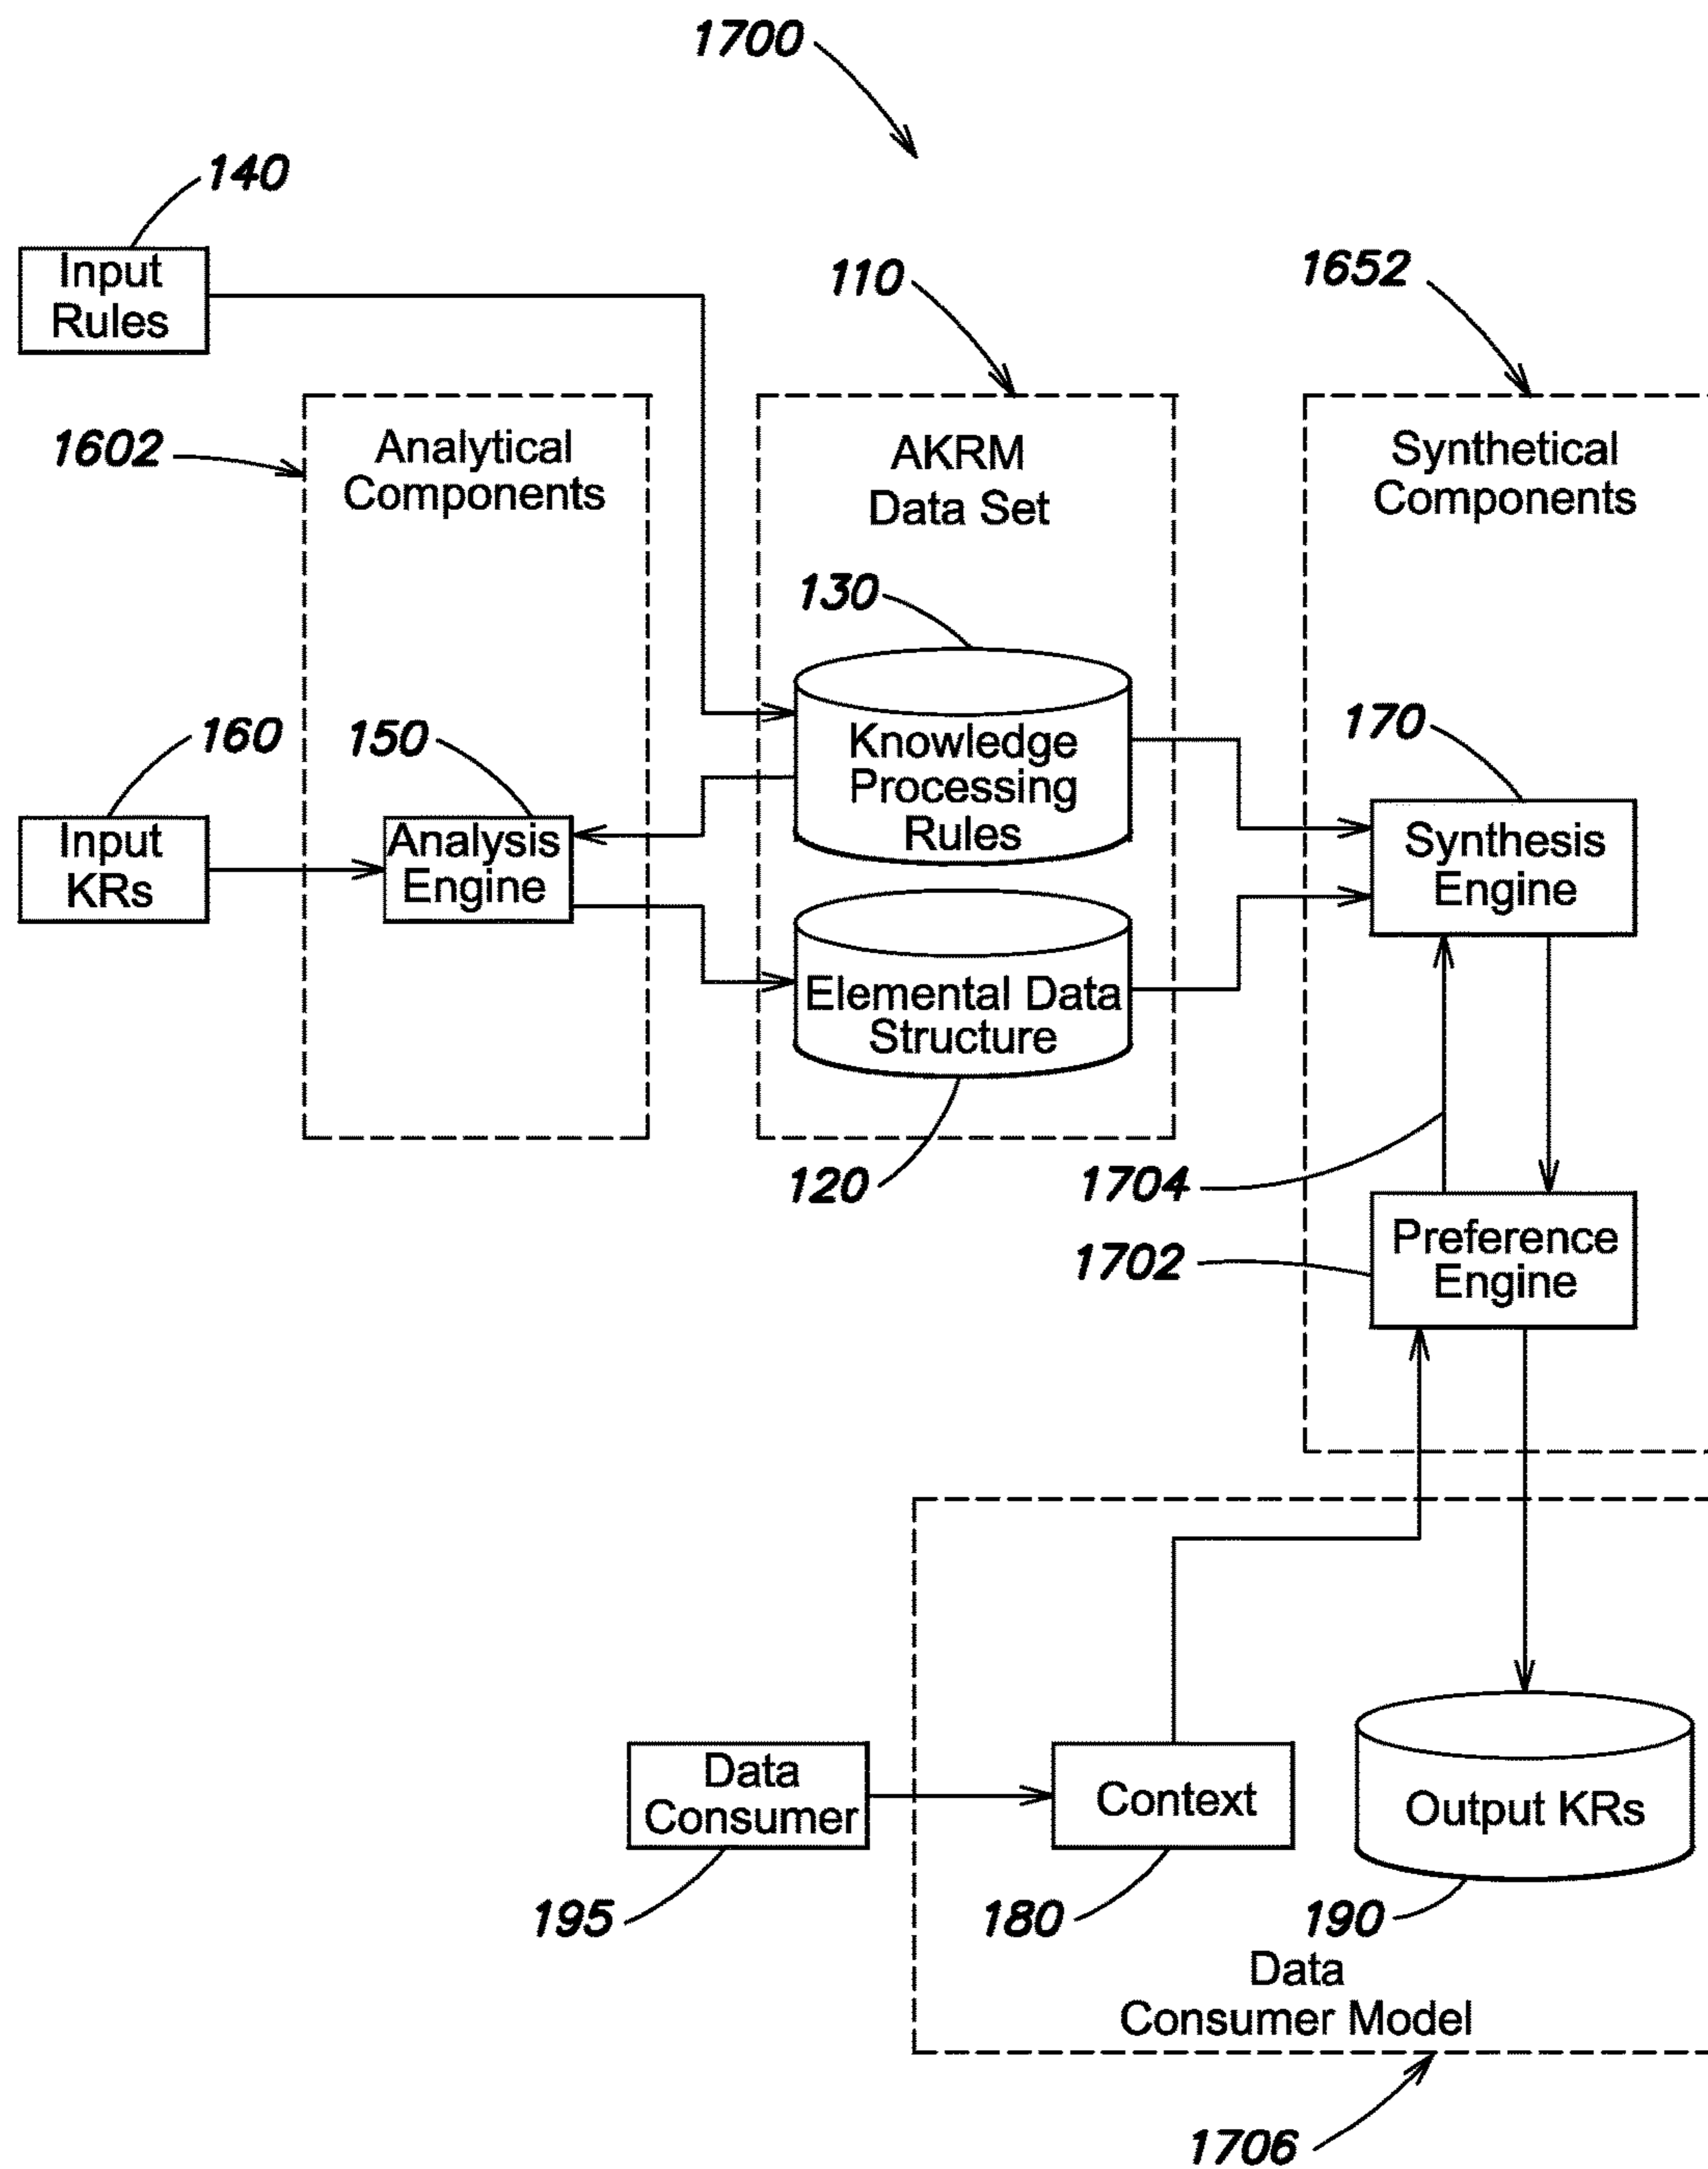 1700
140
Input
Rules
110
1652
1602
Analytical
Components
AKRM
Data Set
Synthetical
Components
130
160
150
170
Knowledge
Processing
Rules
Input
KRs
Analysis
Engine
Synthesis
Engine
Elemental Data
Structure
120
1704
1702
Preference
Engine
Data
Consumer
Context
Output KRs
195
180
190
Data
Consumer Model
1706